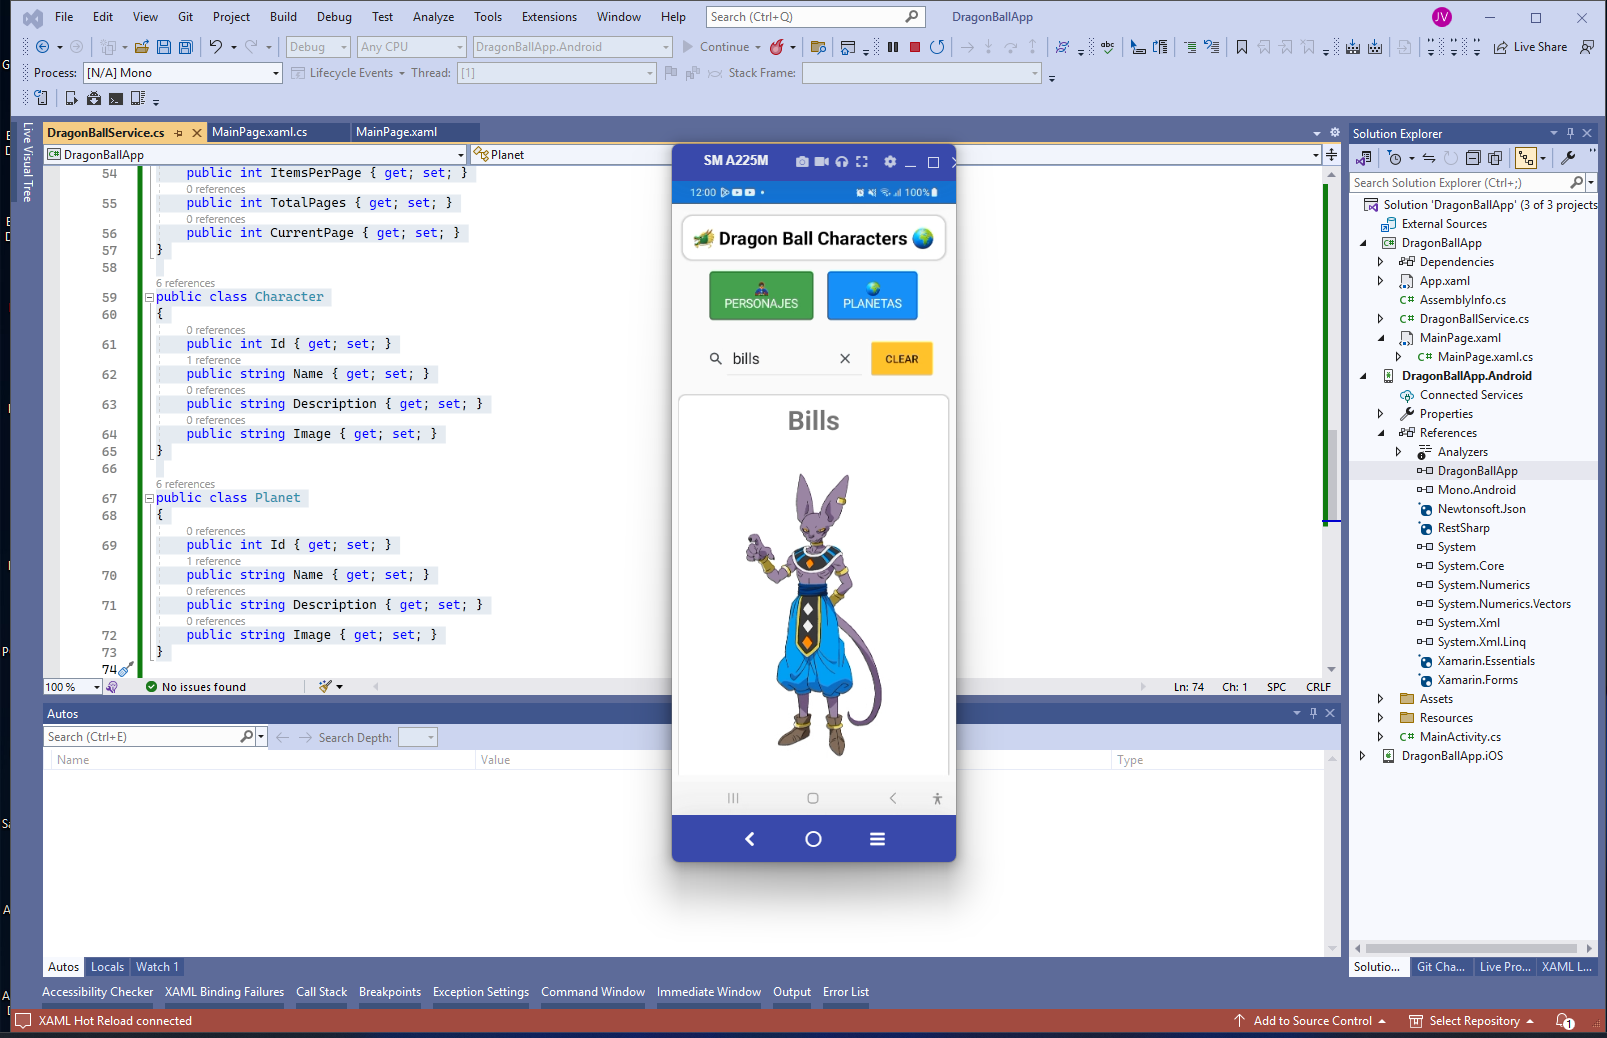 File Edit View Git Project Build Debug Test Analyze Tools Extensions Window Help Search (Ctrl+Q) DragonBallApp JV
Debug Any CPU DragonBallApp.Android Continue Live Share
Process: [N/A] Mono Lifecycle Events Thread: [1] Stack Frame:
Live Visual Tree
DragonBallService.cs MainPage.xaml.cs MainPage.xaml
DragonBallApp Planet
54 public int ItemsPerPage { get; set; }
0 references
55 public int TotalPages { get; set; }
0 references
56 public int CurrentPage { get; set; }
57 }
58
6 references
59 public class Character
60 {
0 references
61 public int Id { get; set; }
1 reference
62 public string Name { get; set; }
0 references
63 public string Description { get; set; }
0 references
64 public string Image { get; set; }
65 }
66
6 references
67 public class Planet
68 {
0 references
69 public int Id { get; set; }
1 reference
70 public string Name { get; set; }
0 references
71 public string Description { get; set; }
0 references
72 public string Image { get; set; }
73 }
74
100 % No issues found Ln: 74 Ch: 1 SPC CRLF
SM A225M
12:00 100%
Dragon Ball Characters
PERSONAJES PLANETAS
bills CLEAR
Bills
Autos
Search (Ctrl+E) Search Depth:
Name Value Type
Autos Locals Watch 1
Accessibility Checker XAML Binding Failures Call Stack Breakpoints Exception Settings Command Window Immediate Window Output Error List
Solution Explorer
Search Solution Explorer (Ctrl+;)
Solution 'DragonBallApp' (3 of 3 projects
External Sources
C# DragonBallApp
Dependencies
App.xaml
C# AssemblyInfo.cs
C# DragonBallService.cs
MainPage.xaml
C# MainPage.xaml.cs
DragonBallApp.Android
Connected Services
Properties
References
Analyzers
DragonBallApp
Mono.Android
Newtonsoft.Json
RestSharp
System
System.Core
System.Numerics
System.Numerics.Vectors
System.Xml
System.Xml.Linq
Xamarin.Essentials
Xamarin.Forms
Assets
Resources
C# MainActivity.cs
DragonBallApp.iOS
Solutio... Git Cha... Live Pro... XAML L...
XAML Hot Reload connected Add to Source Control Select Repository 1